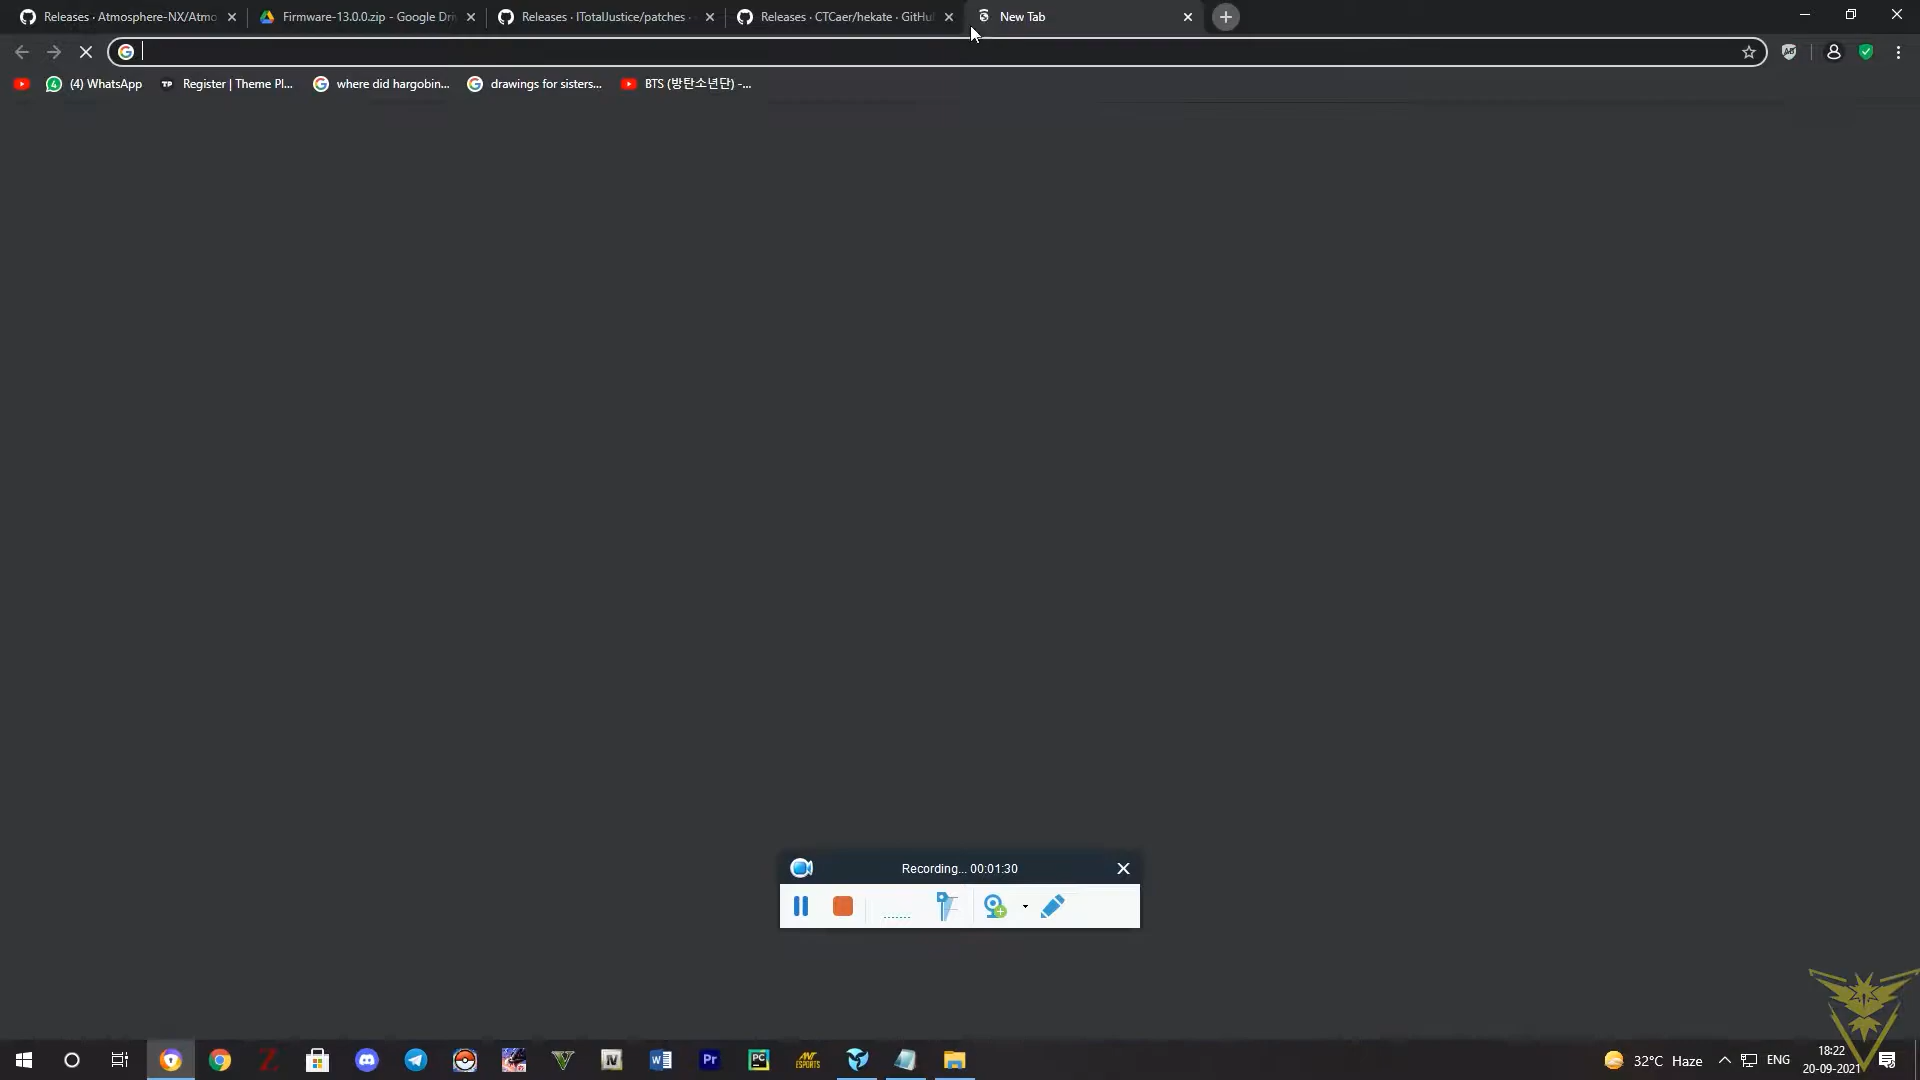 Releases · Atmosphere-NX/Atmo
Firmware-13.0.0.zip - Google Dri
Releases · ITotalJustice/patches ·
Releases · CTCaer/hekate · GitHu
New Tab
(4) WhatsApp
TP Register | Theme Pl...
where did hargobin...
drawings for sisters...
BTS (방탄소년단) -...
Recording... 00:01:30
32°C Haze
ENG
18:22
20-09-2021